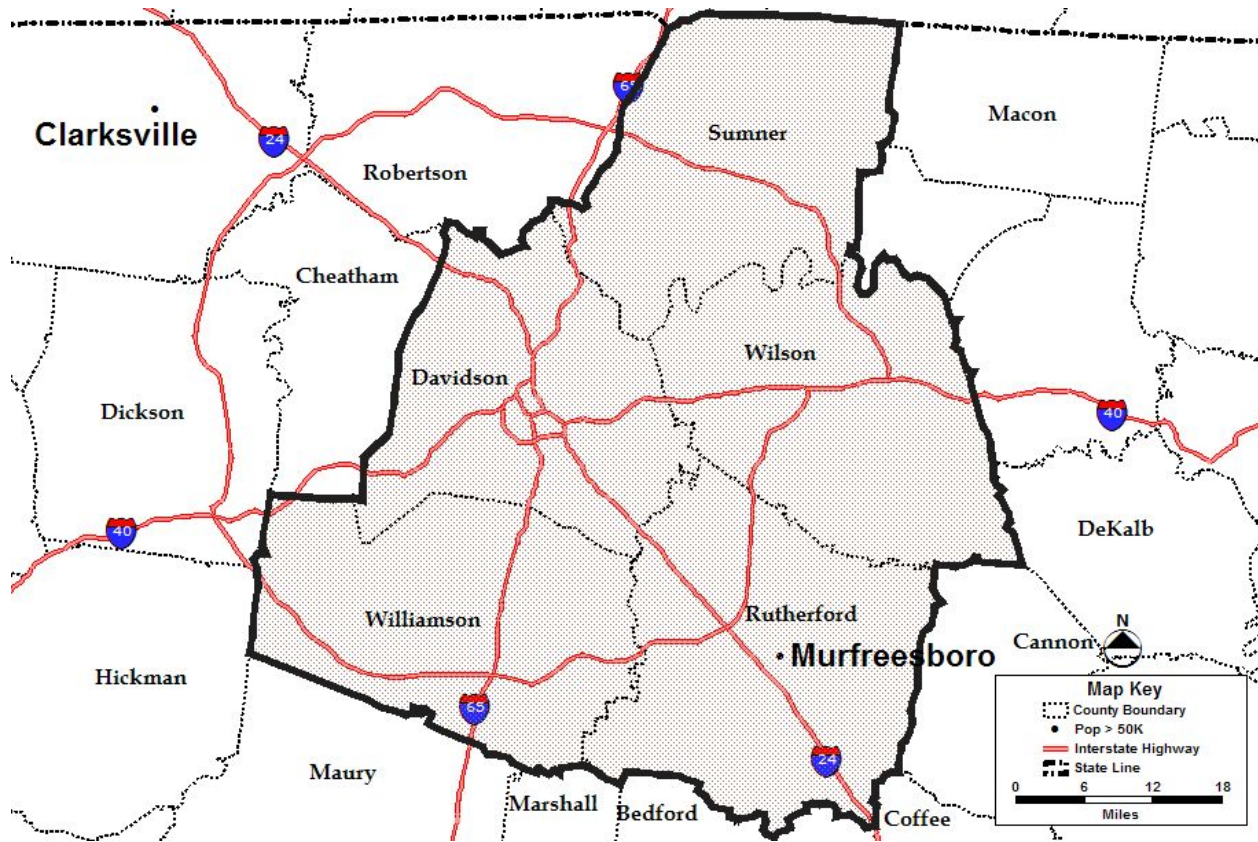 65
Sumner
Macon
Clarksville
24
Robertson
Cheatham
Wilson
Davidson
Dickson
40
40
DeKalb
Williamson
Rutherford
N
Cannon
Murfreesboro
Hickman
65
24
Maury
Marshall
Bedford
Coffee
Map Key
County Boundary
Pop > 50K
Interstate Highway
State Line
0 6 12 18
Miles